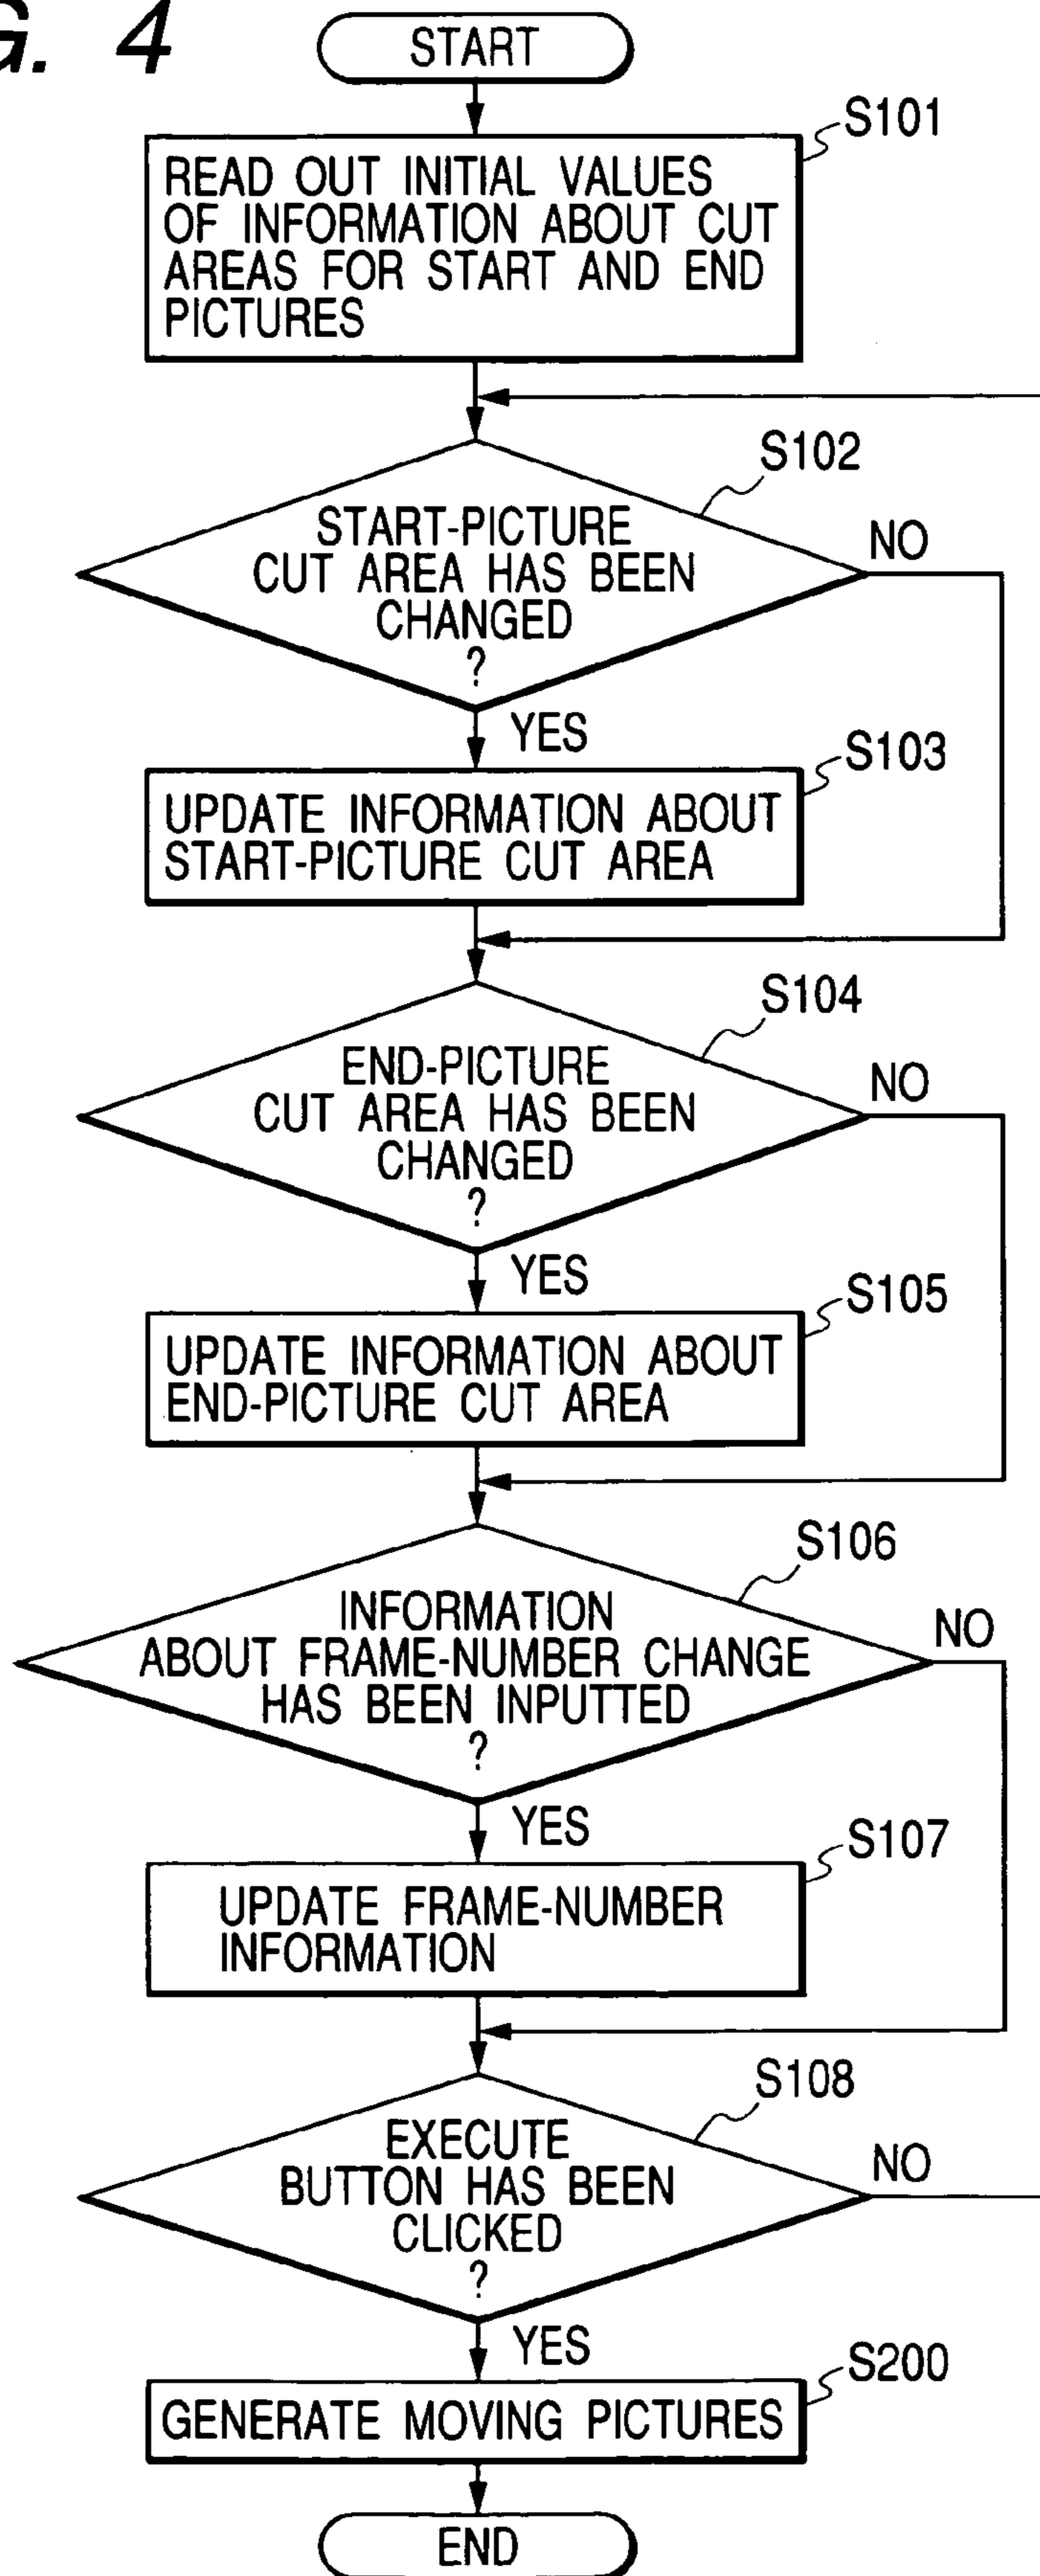 G. 4
START
S101
READ OUT INITIAL VALUES
OF INFORMATION ABOUT CUT
AREAS FOR START AND END
PICTURES
S102
START-PICTURE
CUT AREA HAS BEEN
CHANGED
?
NO
YES
S103
UPDATE INFORMATION ABOUT
START-PICTURE CUT AREA
S104
END-PICTURE
CUT AREA HAS BEEN
CHANGED
?
NO
YES
S105
UPDATE INFORMATION ABOUT
END-PICTURE CUT AREA
S106
INFORMATION
ABOUT FRAME-NUMBER CHANGE
HAS BEEN INPUTTED
?
NO
YES
S107
UPDATE FRAME-NUMBER
INFORMATION
S108
EXECUTE
BUTTON HAS BEEN
CLICKED
?
NO
YES
S200
GENERATE MOVING PICTURES
END